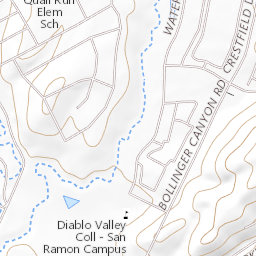 Quail Run
Elem
Sch
WATER
CRESTFIELD D
BOLLINGER CANYON RD
Diablo Valley
Coll - San
Ramon Campus